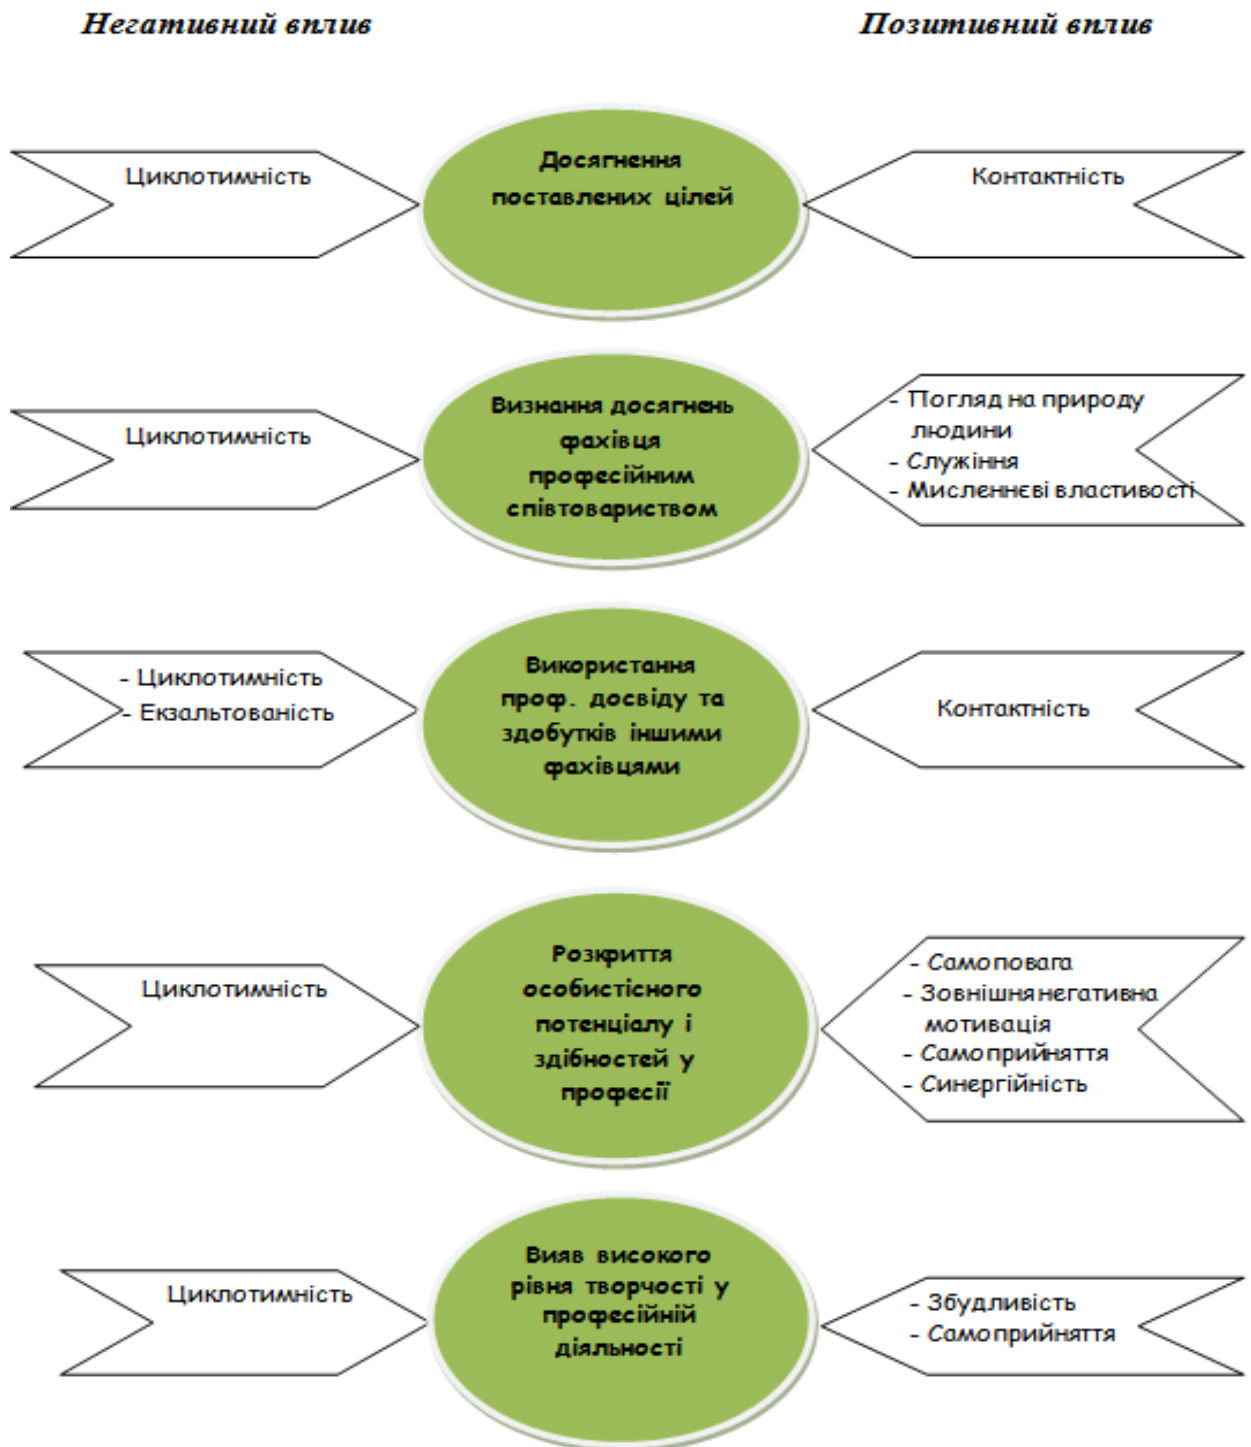 Негативний вплив
Позитивний вплив
Циклотимність
Досягнення
поставлених цілей
Контактність
Циклотимність
Визнання досягнень
фахівця
професійним
співтовариством
- Погляд на природу
людини
- Служіння
- Мисленнєві властивості
- Циклотимність
- Екзальтованість
Використання
проф. досвіду та
здобутків іншими
фахівцями
Контактність
Циклотимність
Розкриття
особистісного
потенціалу і
здібностей у
професії
- Самоповага
- Зовнішня негативна
мотивація
- Самоприйняття
- Синергійність
Циклотимність
Вияв високого
рівня творчості у
професійній
діяльності
- Збудливість
- Самоприйняття